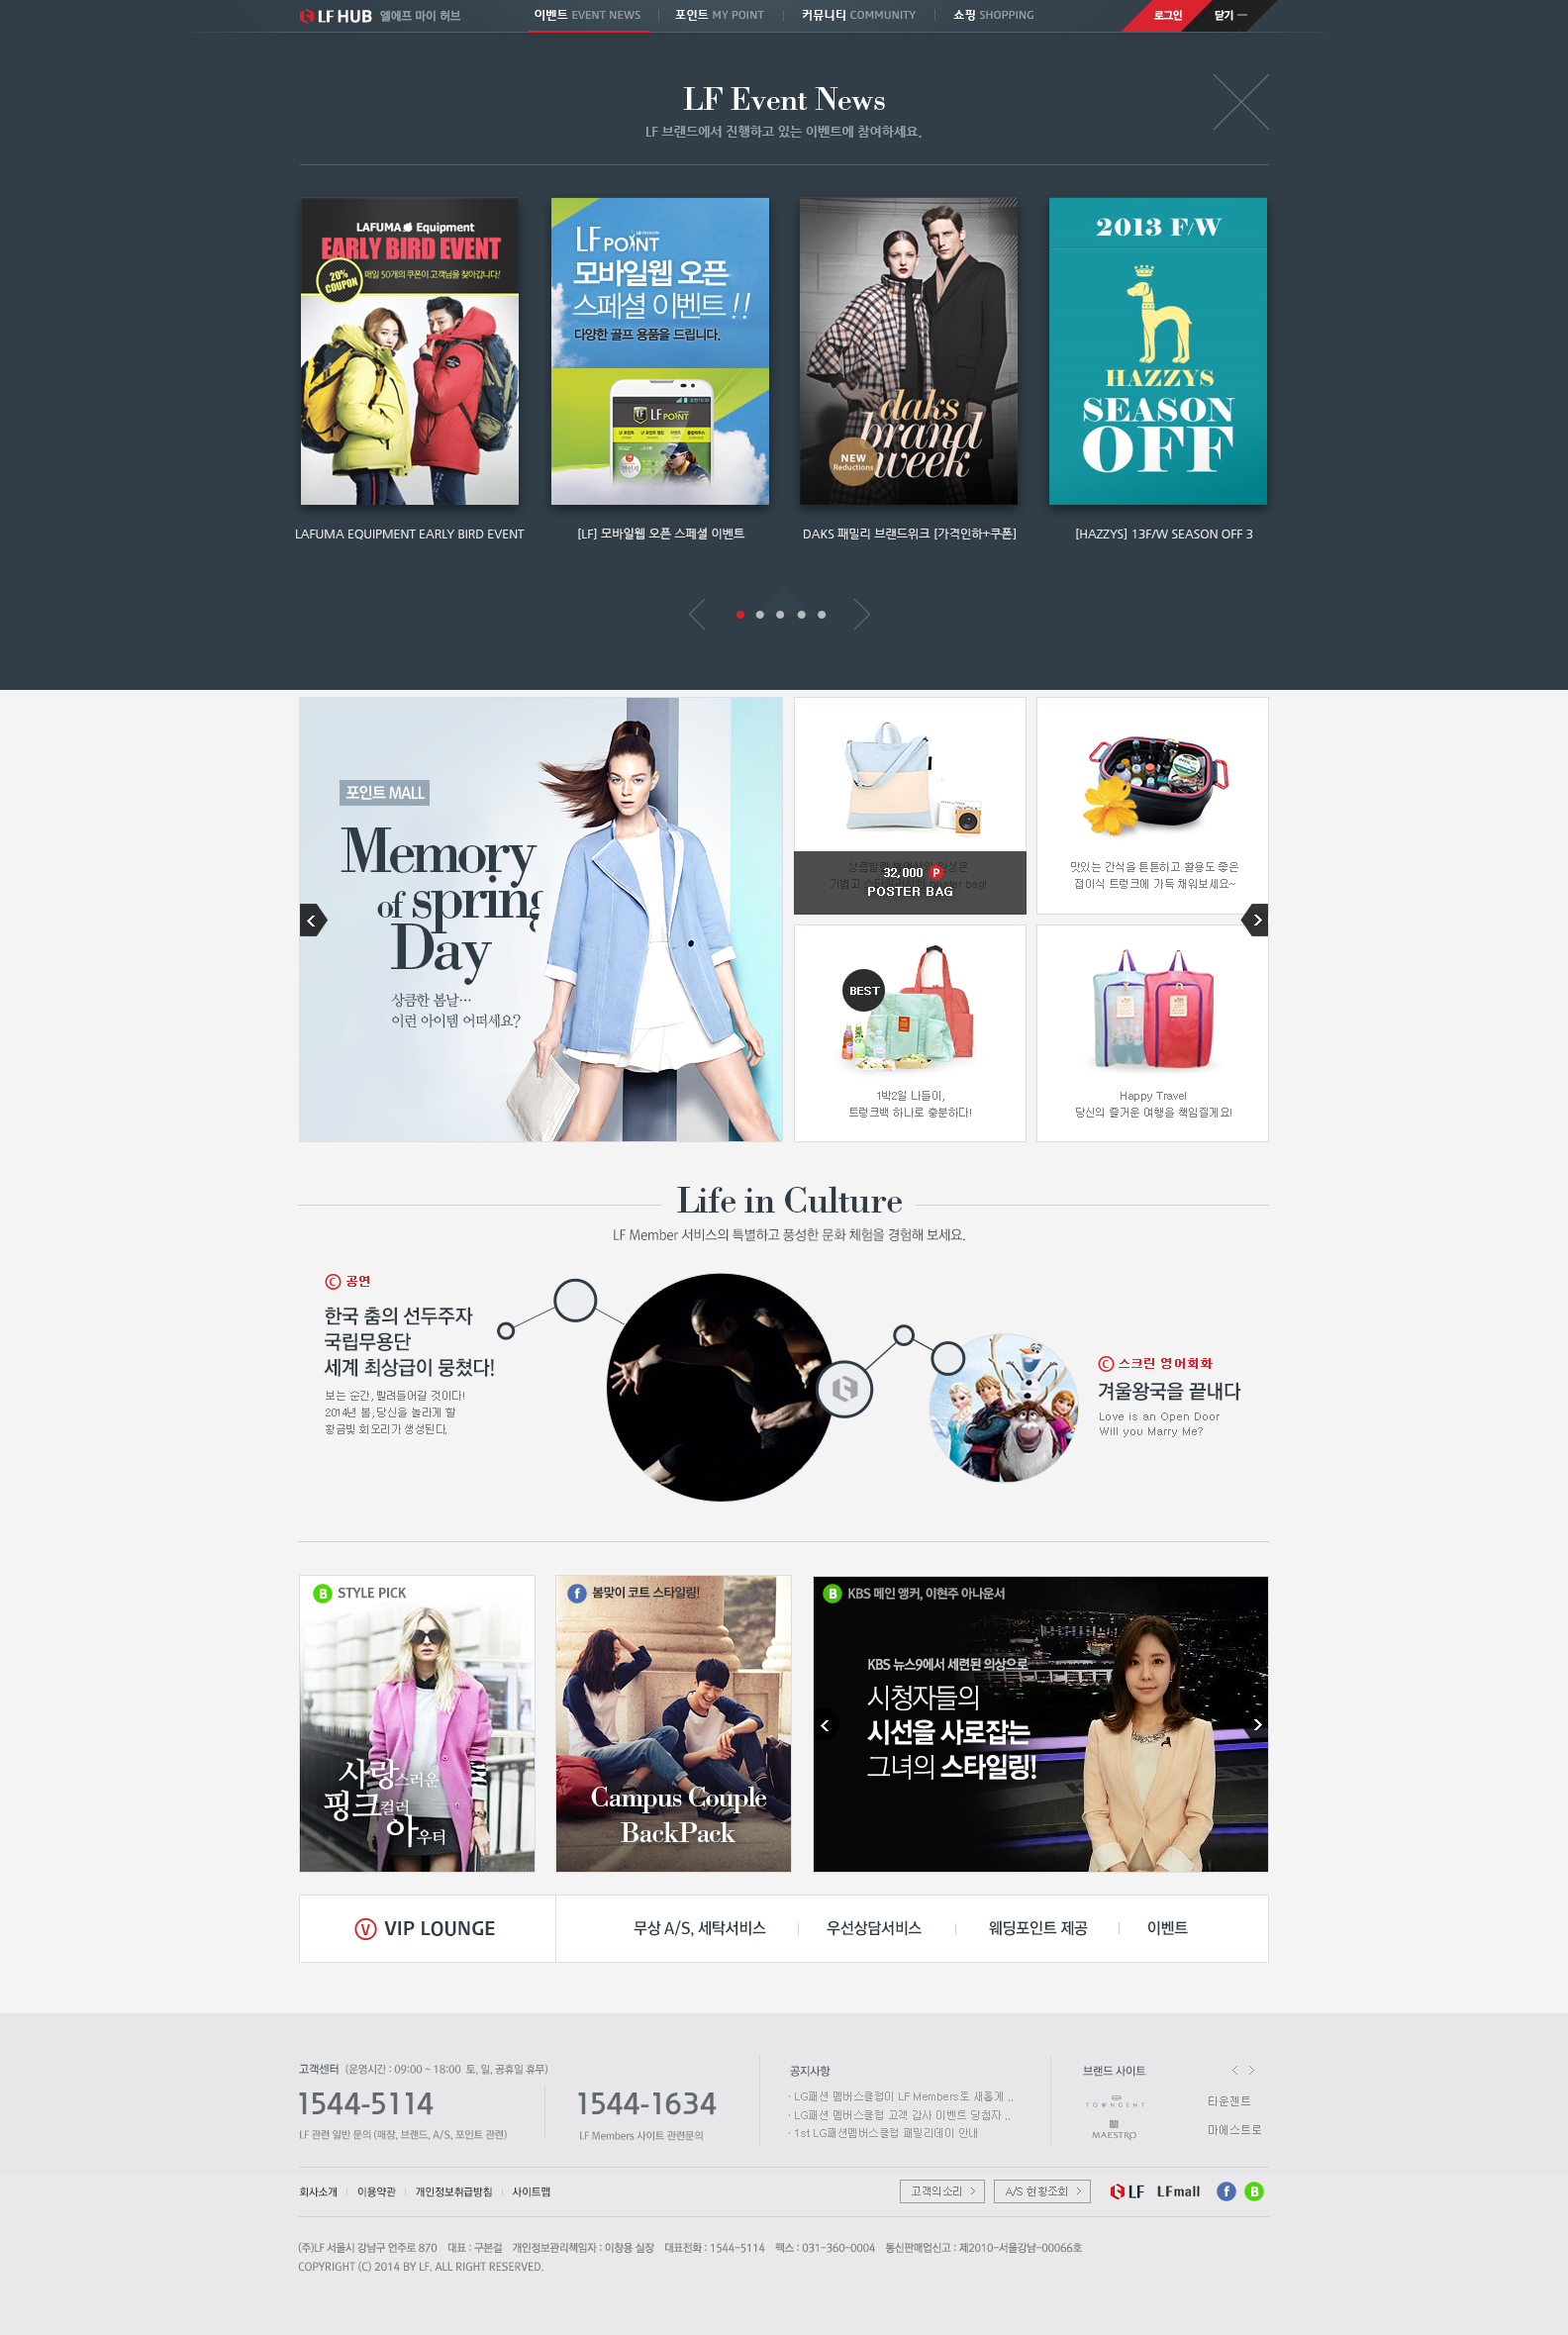 LF HUB 엘에프 마이 허브
이벤트 EVENT NEWS
포인트 MY POINT
커뮤니티 COMMUNITY
쇼핑 SHOPPING
로그인
닫기
LF Event News
LF 브랜드에서 진행하고 있는 이벤트에 참여하세요.
LAFUMA Equipment
EARLY BIRD EVENT
20%
COUPON
매일 50개의 쿠폰이 고객님을 찾아갑니다!
LAFUMA EQUIPMENT EARLY BIRD EVENT
LF POINT
모바일웹 오픈
스페셜 이벤트 !!
다양한 골프 용품을 드립니다.
LF POINT
[LF] 모바일웹 오픈 스페셜 이벤트
daks
brand
week
NEW
Reductions
DAKS 패밀리 브랜드위크 [가격인하+쿠폰]
2013 F/W
HAZZYS
SEASON
OFF
[HAZZYS] 13F/W SEASON OFF 3
포인트 MALL
Memory
of spring
Day
상큼한 봄날…
이런 아이템 어떠세요?
32,000 P
POSTER BAG
맛있는 간식을 튼튼하고 활용도 좋은
접이식 트렁크에 가득 채워보세요~
BEST
1박2일 나들이,
트렁크백 하나로 충분하다!
Happy Travel
당신의 즐거운 여행을 책임질게요!
Life in Culture
LF Member 서비스의 특별하고 풍성한 문화 체험을 경험해 보세요.
C 공연
한국 춤의 선두주자
국립무용단
세계 최상급이 뭉쳤다!
보는 순간, 빨려들어갈 것이다!
2014년 봄, 당신을 놀라게 할
황금빛 회오리가 생성된다.
C 스크린 영어회화
겨울왕국을 끝내다
Love is an Open Door
Will you Marry Me?
B STYLE PICK
사랑스러운
핑크컬러
아우터
f 봄맞이 코트 스타일링!
Campus Couple
BackPack
B KBS 메인 앵커, 이현주 아나운서
KBS 뉴스9에서 세련된 의상으로
시청자들의
시선을 사로잡는
그녀의 스타일링!
V VIP LOUNGE
무상 A/S, 세탁서비스
우선상담서비스
웨딩포인트 제공
이벤트
고객센터 (운영시간 : 09:00 ~ 18:00 토, 일, 공휴일 휴무)
1544-5114
LF 관련 일반 문의 (매장, 브랜드, A/S, 포인트 관련)
1544-1634
LF Members 사이트 관련문의
공지사항
· LG패션 멤버스클럽이 LF Members로 새롭게 ..
· LG패션 멤버스클럽 고객 감사 이벤트 당첨자 ..
· 1st LG패션멤버스클럽 패밀리데이 안내
브랜드 사이트
TOWNGENT
타운젠트
MAESTRO
마에스트로
회사소개
이용약관
개인정보취급방침
사이트맵
고객의소리
A/S 현황조회
LF
LFmall
f
B
(주)LF 서울시 강남구 언주로 870 대표 : 구본걸 개인정보관리책임자 : 이창용 실장 대표전화 : 1544-5114 팩스 : 031-360-0004 통신판매업신고 : 제2010-서울강남-00066호
COPYRIGHT (C) 2014 BY LF. ALL RIGHT RESERVED.